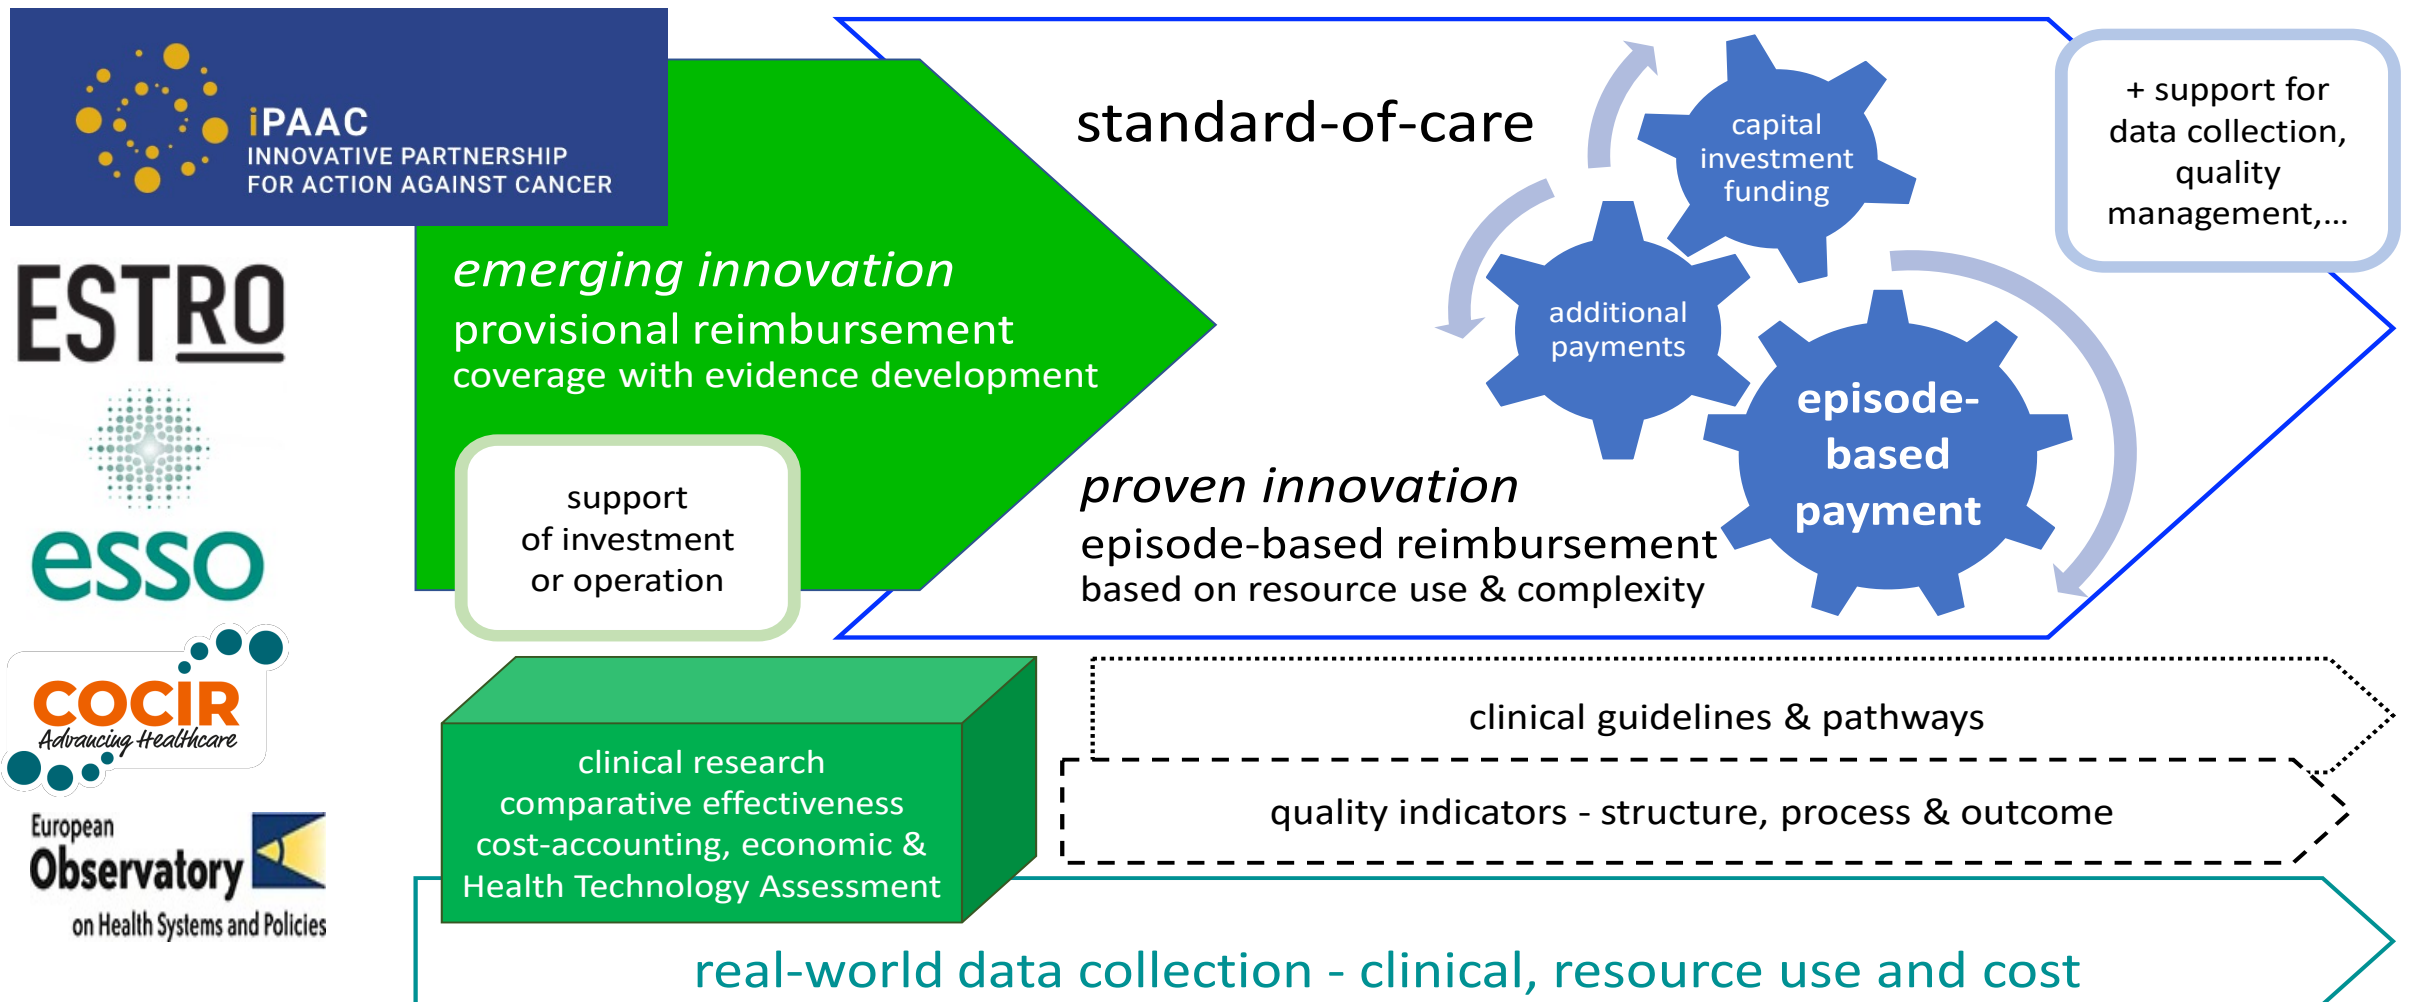 iPAAC
INNOVATIVE PARTNERSHIP
FOR ACTION AGAINST CANCER
ESTRO
esso
COCIR
Advancing Healthcare
European
Observatory
on Health Systems and Policies
emerging innovation
provisional reimbursement
coverage with evidence development
support
of investment
or operation
standard-of-care
capital
investment
funding
additional
payments
episode-
based
payment
+ support for
data collection,
quality
management,...
proven innovation
episode-based reimbursement
based on resource use & complexity
clinical research
comparative effectiveness
cost-accounting, economic &
Health Technology Assessment
clinical guidelines & pathways
quality indicators - structure, process & outcome
real-world data collection - clinical, resource use and cost